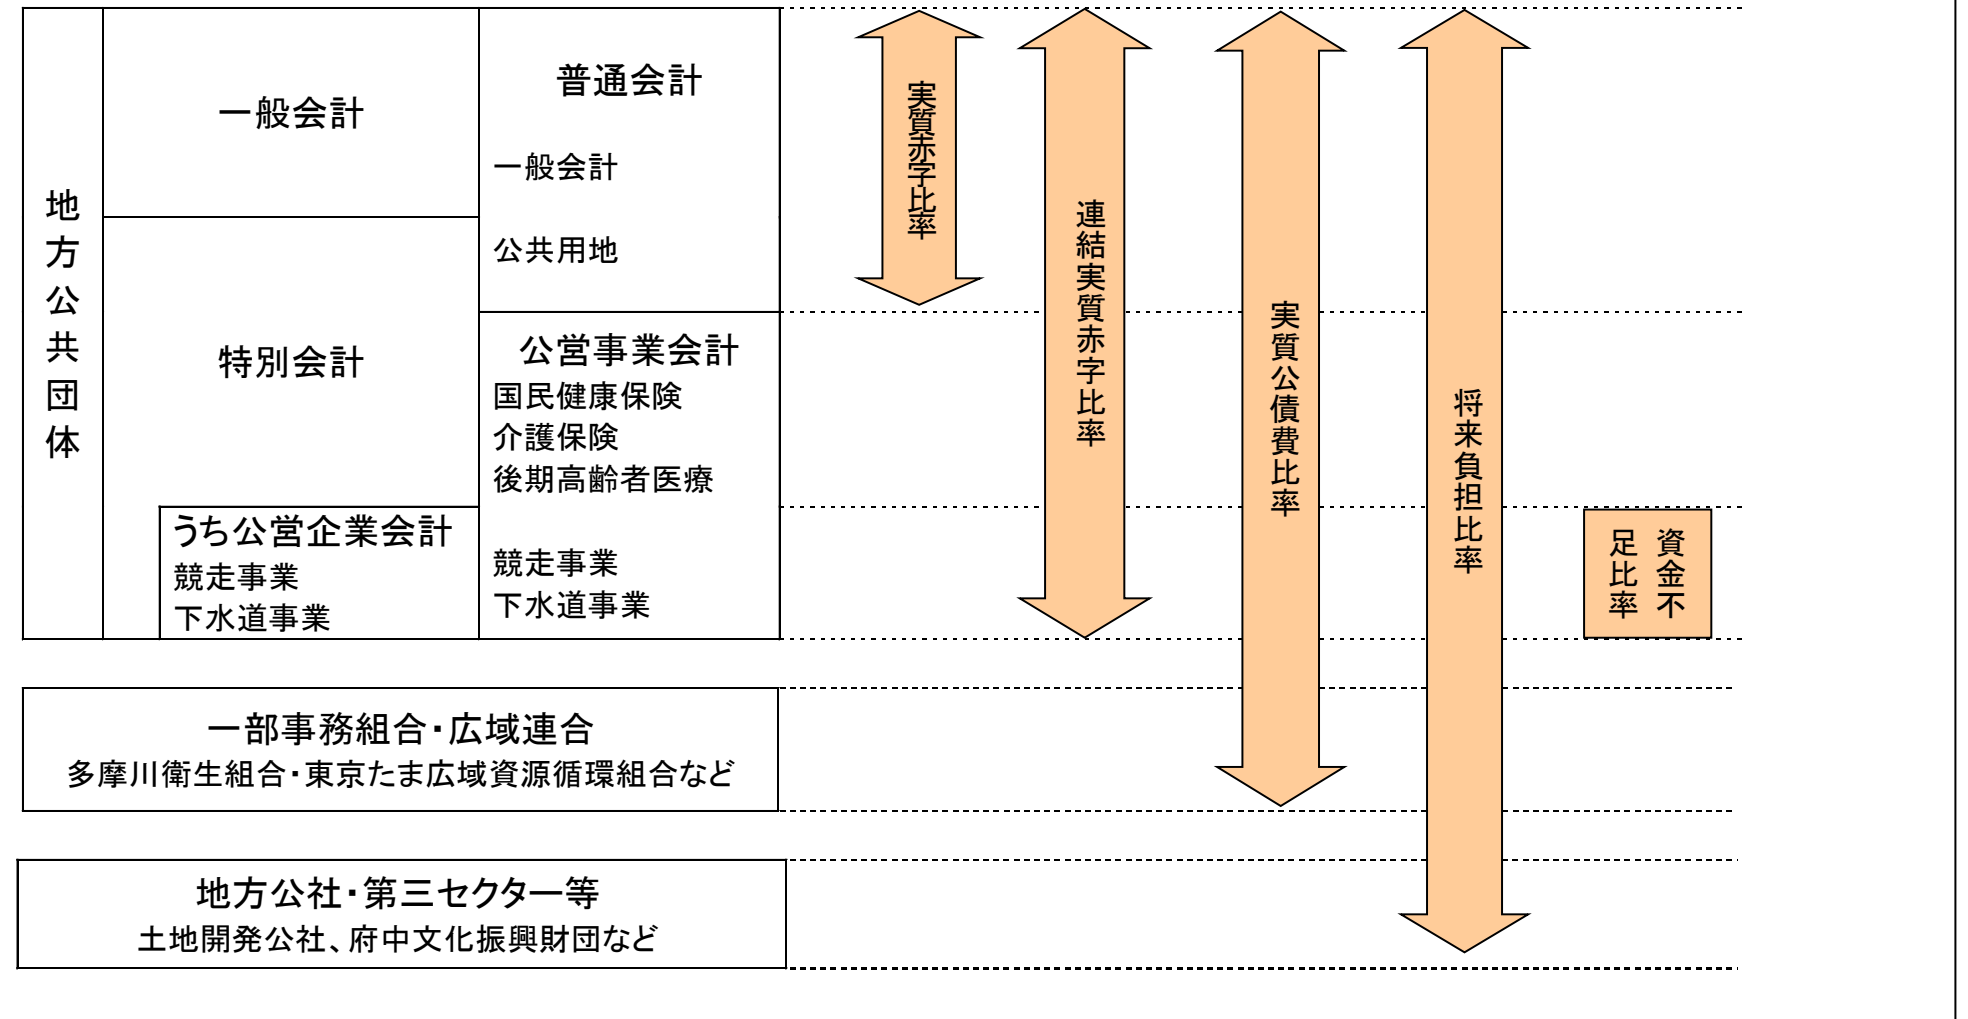 地方公共団体
一般会計
特別会計
うち公営企業会計
競走事業
下水道事業
普通会計
一般会計
公共用地
公営事業会計
国民健康保険
介護保険
後期高齢者医療
競走事業
下水道事業
実質赤字比率
連結実質赤字比率
実質公債費比率
将来負担比率
資金不
足比率
一部事務組合・広域連合
多摩川衛生組合・東京たま広域資源循環組合など
地方公社・第三セクター等
土地開発公社、府中文化振興財団など